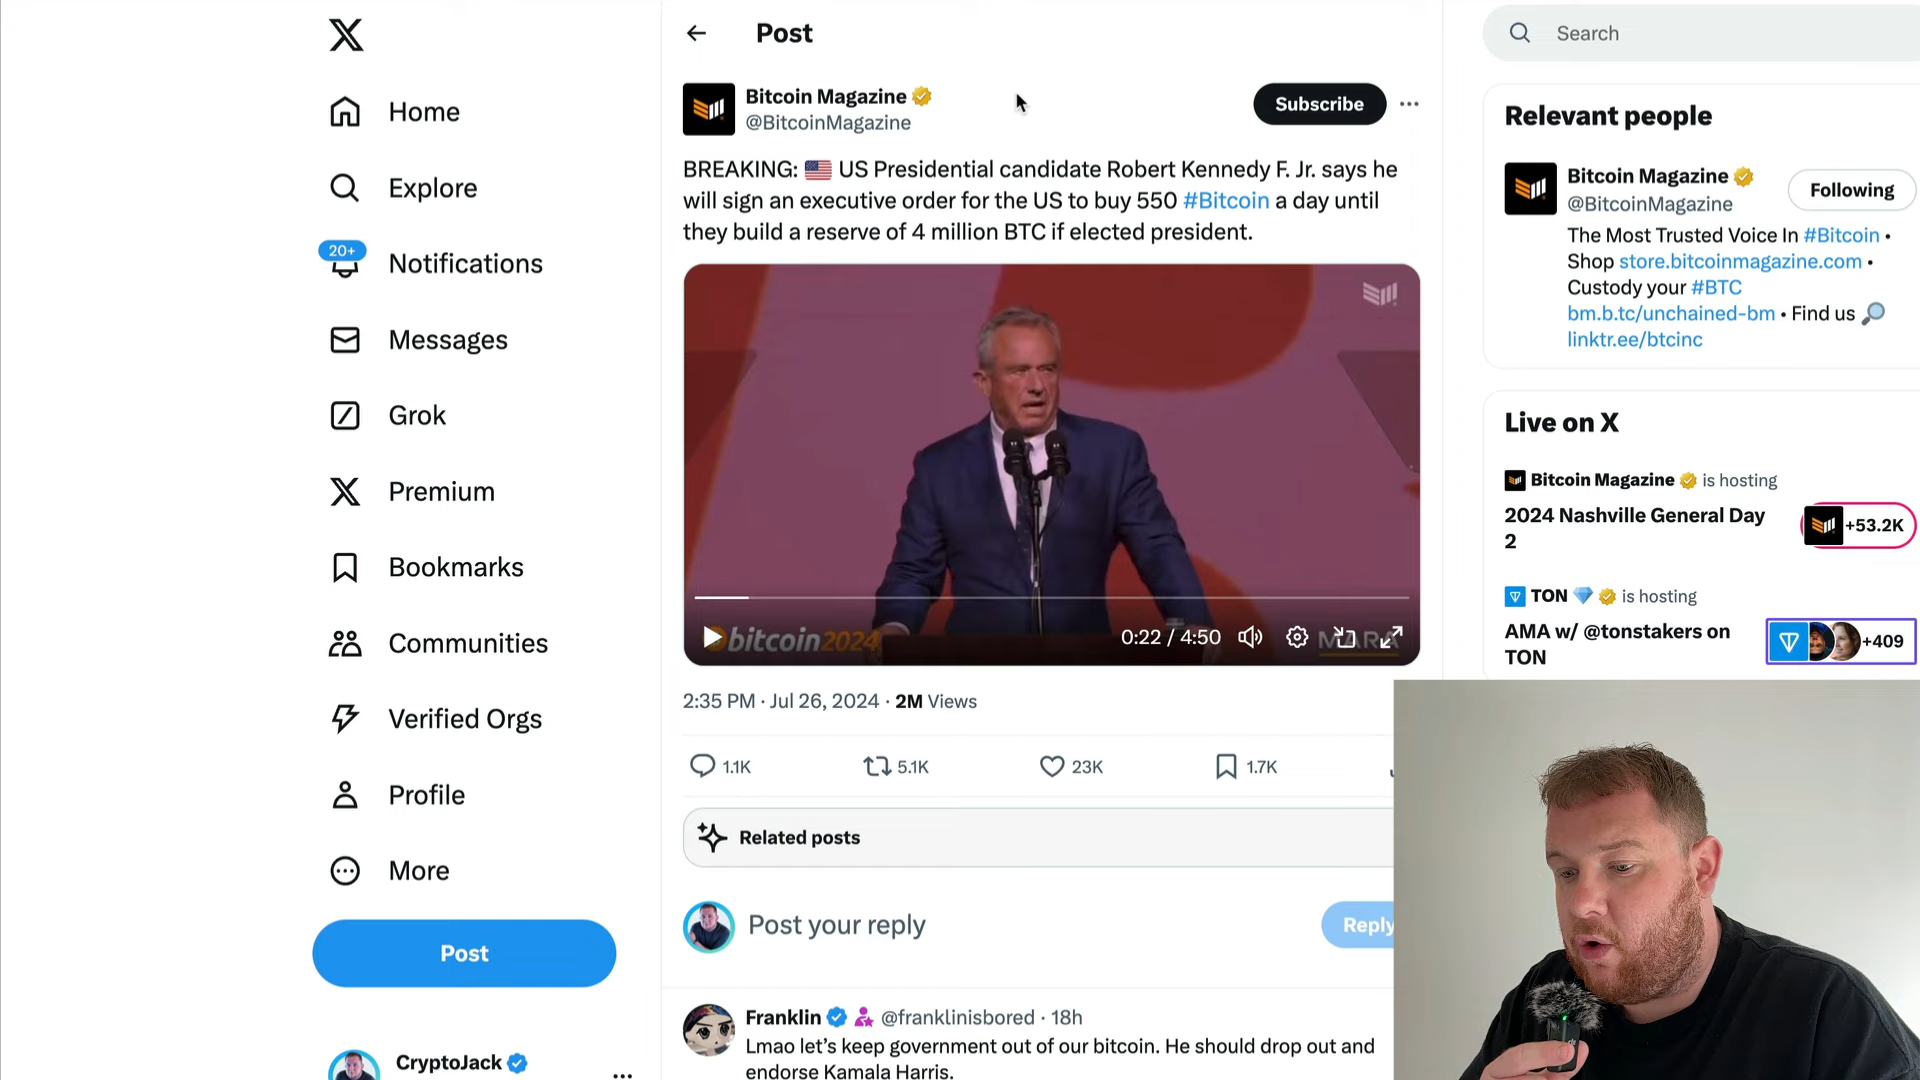 Post
Search
Home
Explore
20+
Notifications
Messages
Grok
Premium
Bookmarks
Communities
Verified Orgs
Profile
More
Post
CryptoJack
Bitcoin Magazine
@BitcoinMagazine
Subscribe
BREAKING: 🇺🇸 US Presidential candidate Robert Kennedy F. Jr. says he
will sign an executive order for the US to buy 550 #Bitcoin a day until
they build a reserve of 4 million BTC if elected president.
bitcoin2024
0:22 / 4:50
MARA
2:35 PM · Jul 26, 2024 · 2M Views
1.1K
5.1K
23K
1.7K
Related posts
Post your reply
Reply
Franklin @franklinisbored · 18h
Lmao let's keep government out of our bitcoin. He should drop out and
endorse Kamala Harris.
Relevant people
Bitcoin Magazine
@BitcoinMagazine
Following
The Most Trusted Voice In #Bitcoin •
Shop store.bitcoinmagazine.com •
Custody your #BTC
bm.b.tc/unchained-bm • Find us 🔎
linktr.ee/btcinc
Live on X
Bitcoin Magazine is hosting
2024 Nashville General Day
2
+53.2K
TON 💎 is hosting
AMA w/ @tonstakers on
TON
+409